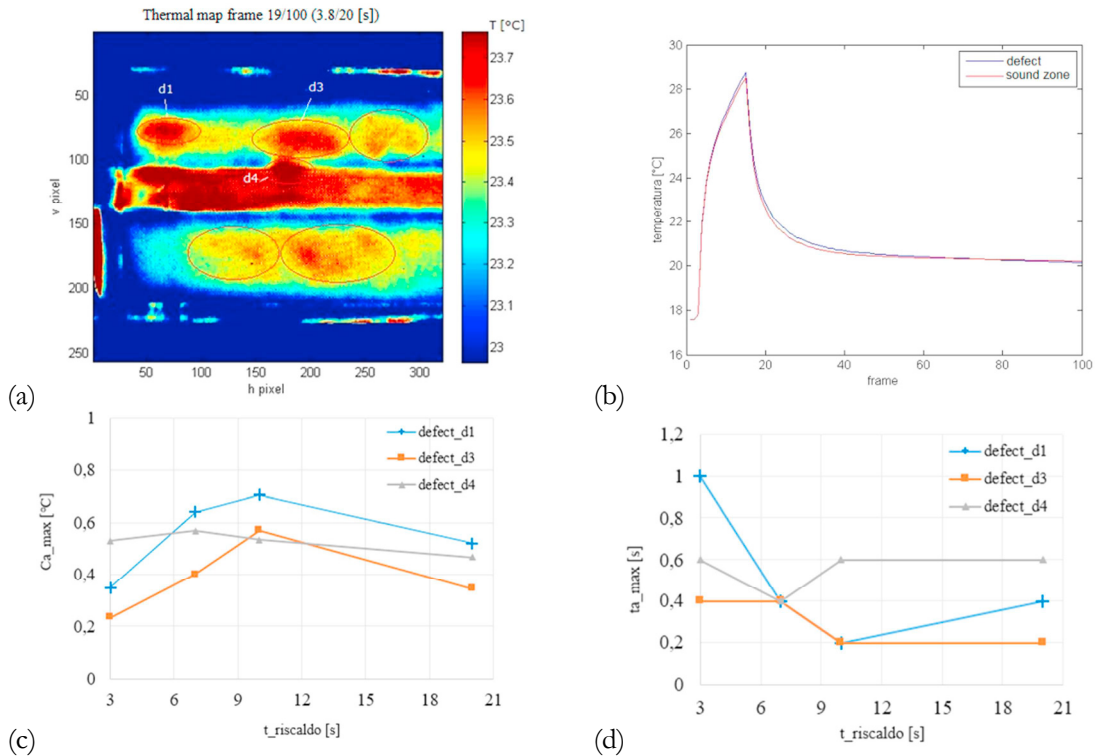 Thermal map frame 19/100 (3.8/20 [s])
T [°C]
0
50
100
150
200
250
v pixel
50
100
150
200
250
300
h pixel
d1
d3
d4
23.7
23.6
23.5
23.4
23.3
23.2
23.1
23
(a)
30
28
26
24
22
20
18
16
temperatura [°C]
0
20
40
60
80
100
frame
defect
sound zone
(b)
1
0,8
0,6
0,4
0,2
0
Ca_max [°C]
3
6
9
12
15
18
21
t_riscaldo [s]
defect_d1
defect_d3
defect_d4
(c)
1,2
1
0,8
0,6
0,4
0,2
0
ta_max [s]
3
6
9
12
15
18
21
t_riscaldo [s]
defect_d1
defect_d3
defect_d4
(d)